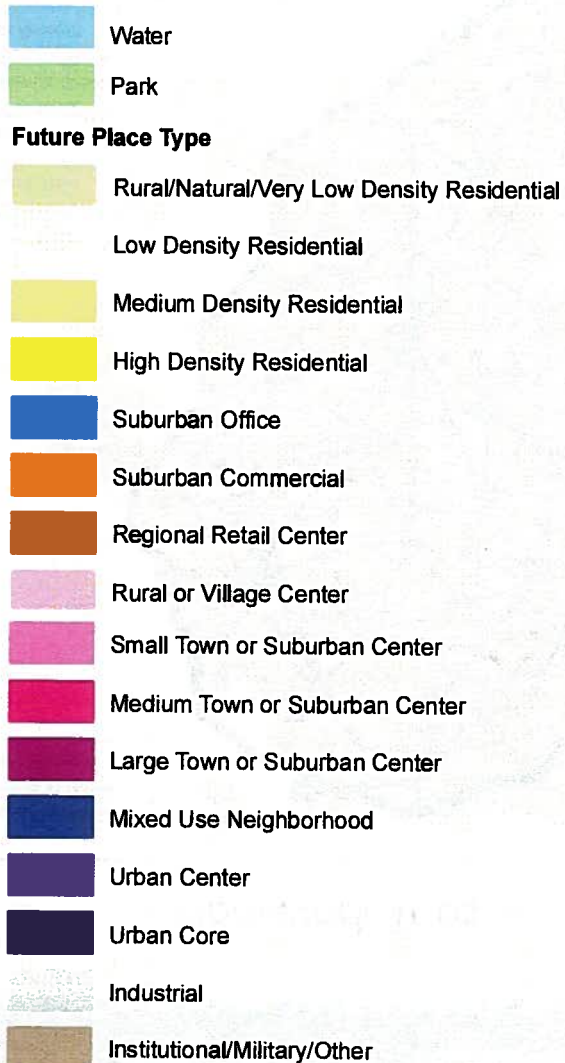 Water
Park
Future Place Type
Rural/Natural/Very Low Density Residential
Low Density Residential
Medium Density Residential
High Density Residential
Suburban Office
Suburban Commercial
Regional Retail Center
Rural or Village Center
Small Town or Suburban Center
Medium Town or Suburban Center
Large Town or Suburban Center
Mixed Use Neighborhood
Urban Center
Urban Core
Industrial
Institutional/Military/Other